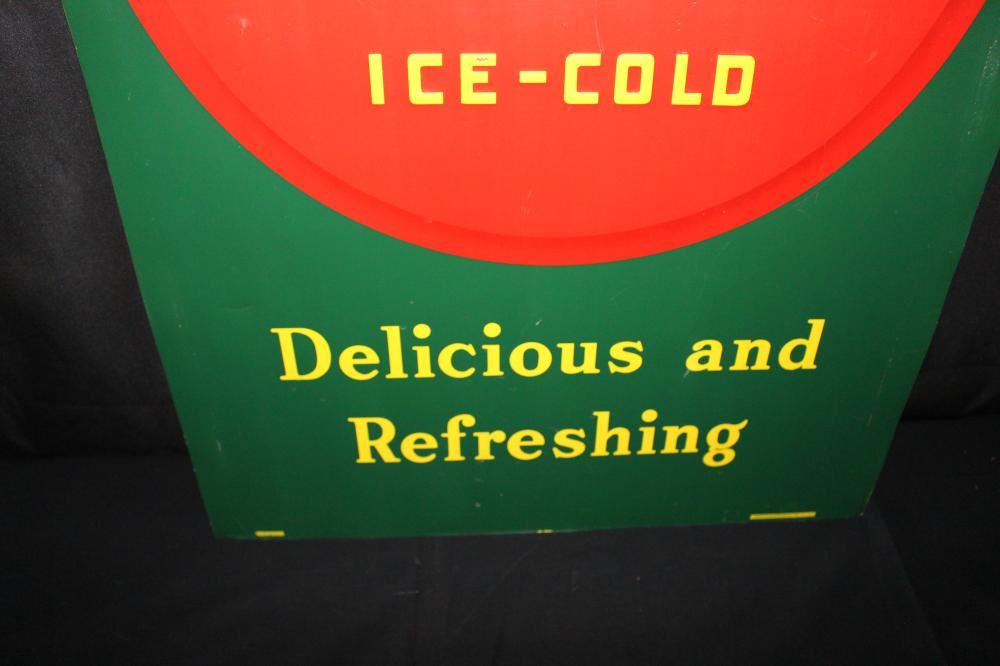 ICE-COLD
Delicious and
Refreshing